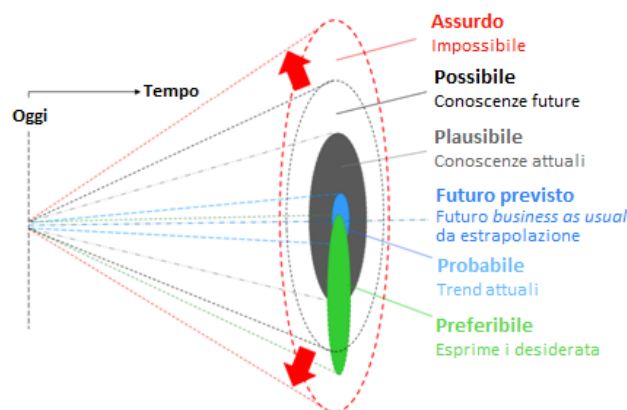 Assurdo
Impossibile
Possibile
Conoscenze future
Tempo
Oggi
Plausibile
Conoscenze attuali
Futuro previsto
Futuro business as usual
da estrapolazione
Probabile
Trend attuali
Preferibile
Esprime i desiderata